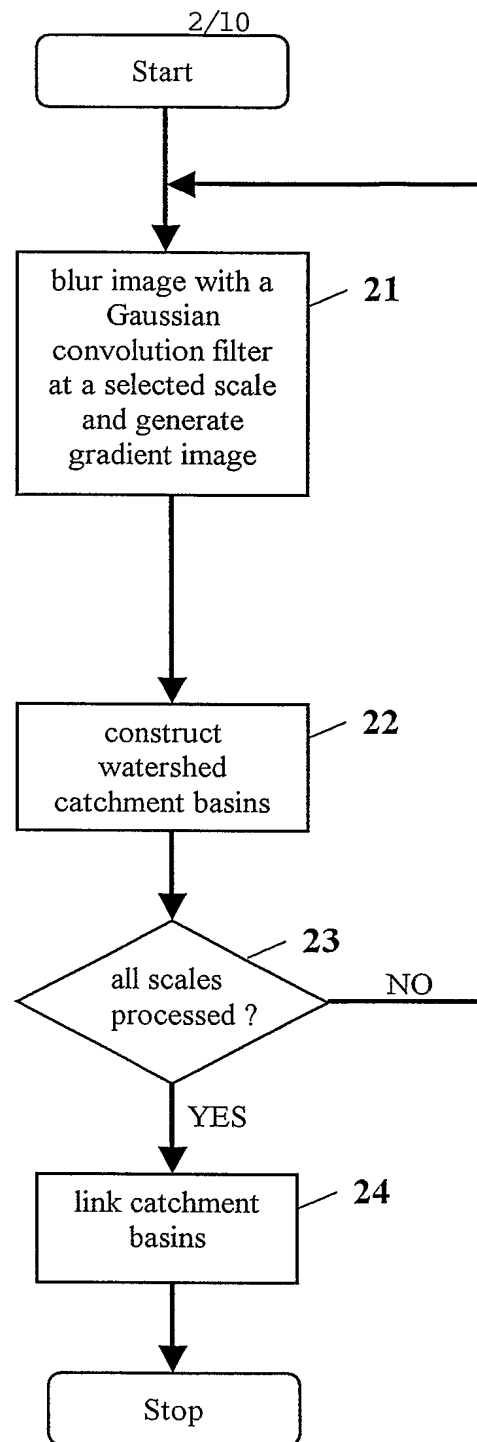 2/10
Start
blur image with a
Gaussian
convolution filter
at a selected scale
and generate
gradient image
21
construct
watershed
catchment basins
22
23
all scales
processed ?
NO
YES
link catchment
basins
24
Stop